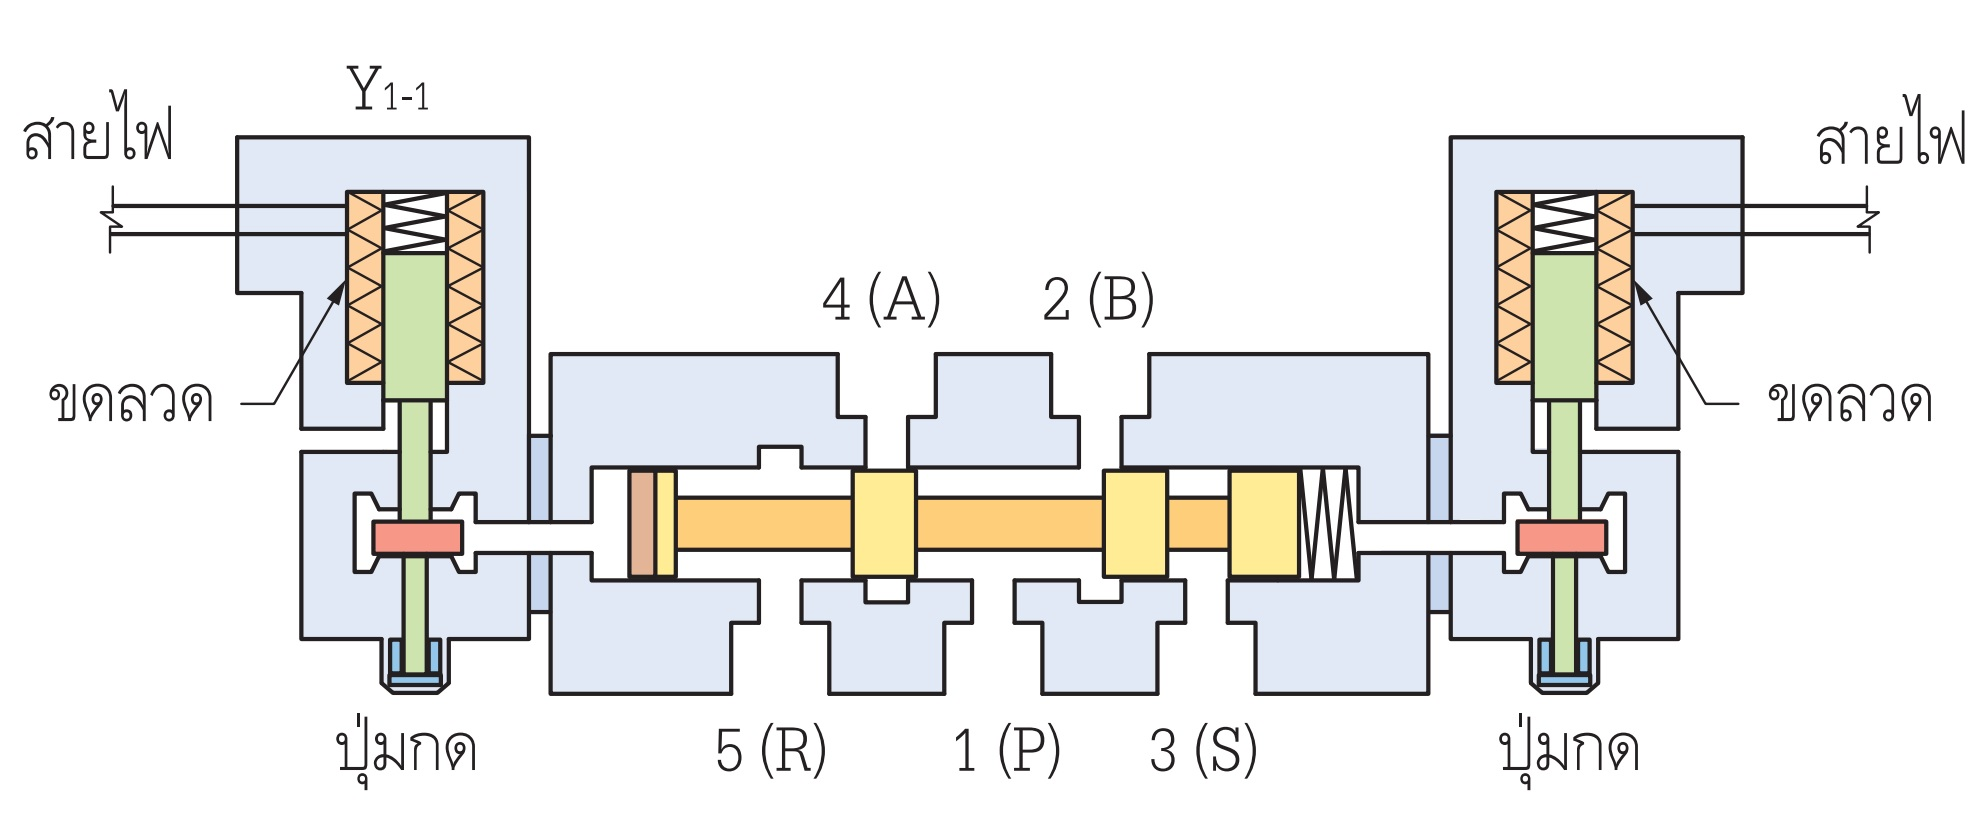 Y1-1
สายไฟ
สายไฟ
4 (A)
2 (B)
ขดลวด
ขดลวด
ปุ่มกด
5 (R)
1 (P)
3 (S)
ปุ่มกด